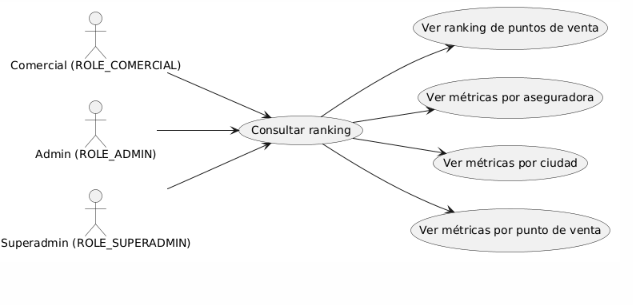 Ver ranking de puntos de venta
Comercial (ROLE_COMERCIAL)
Ver métricas por aseguradora
Consultar ranking
Admin (ROLE_ADMIN)
Ver métricas por ciudad
Ver métricas por punto de venta
Superadmin (ROLE_SUPERADMIN)